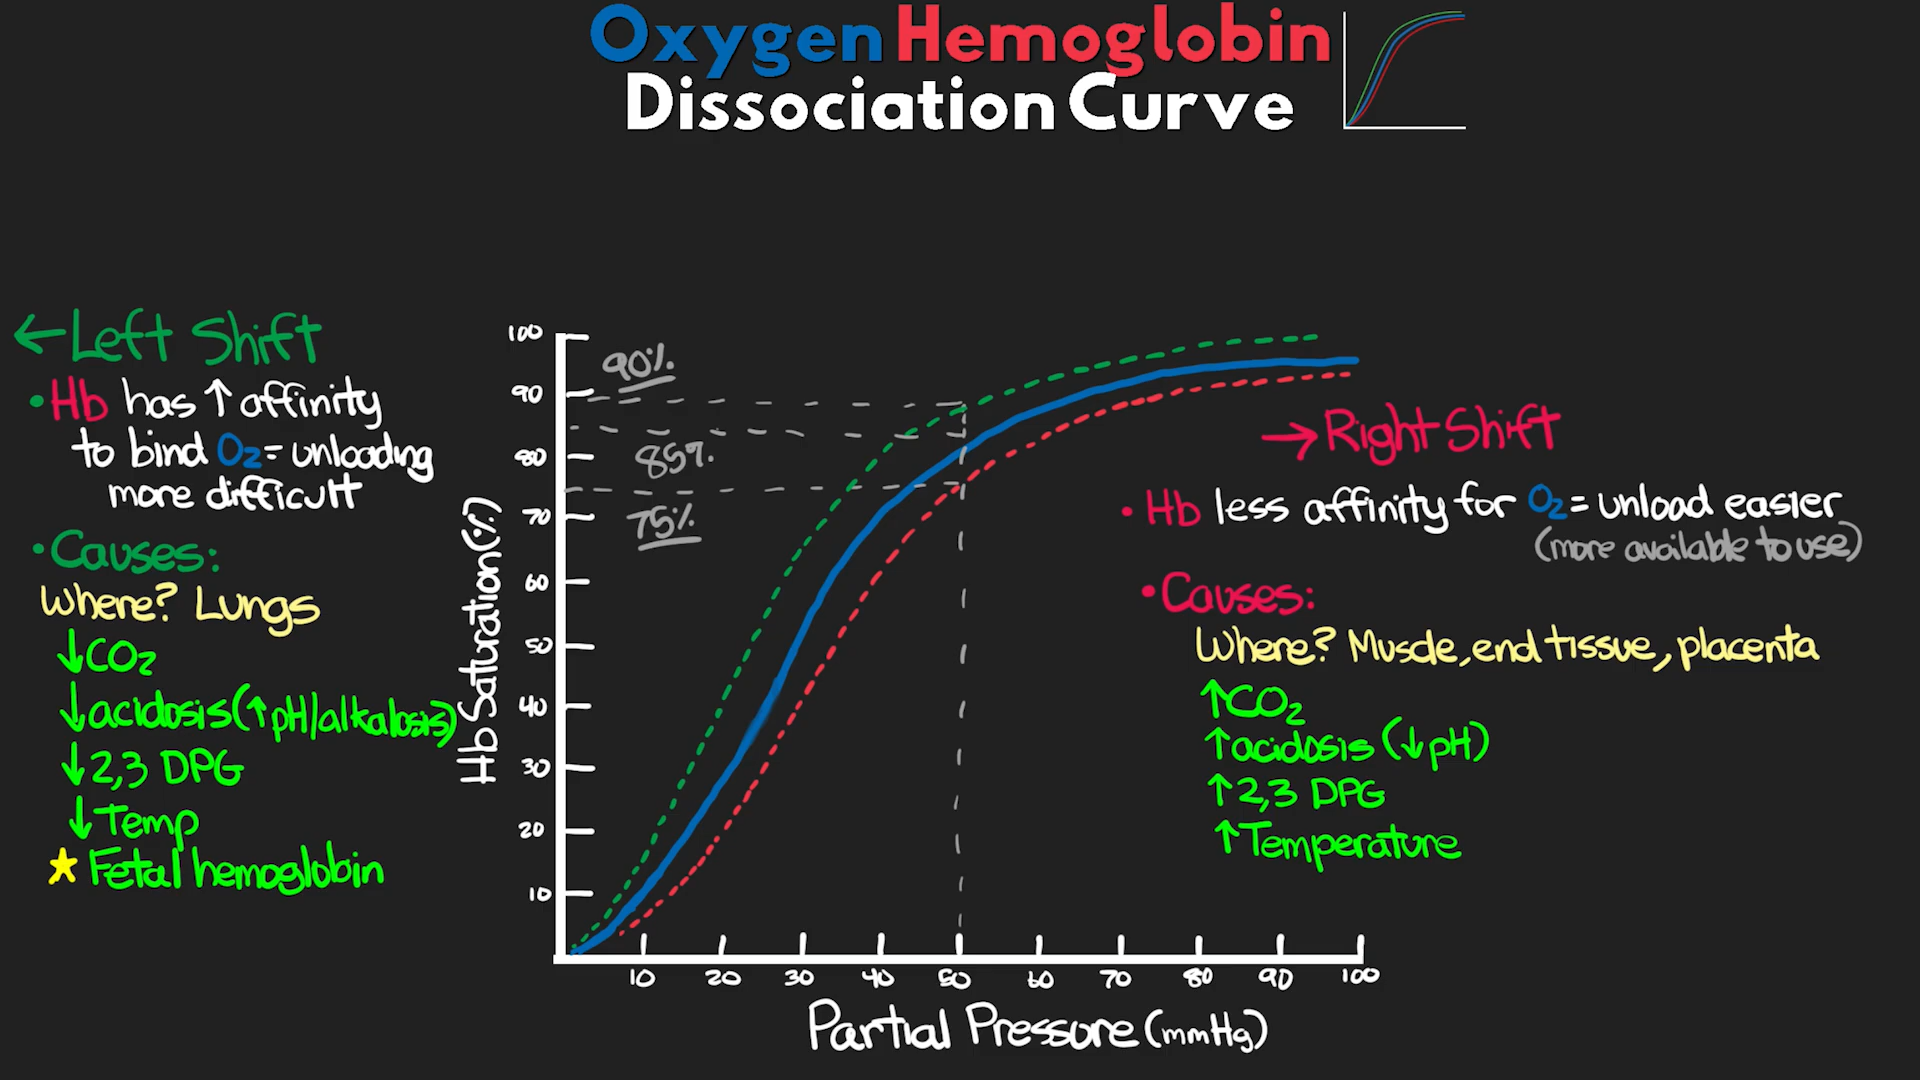 Oxygen Hemoglobin
Dissociation Curve
← Left Shift
• Hb has ↑ affinity
to bind O₂ = unloading
more difficult
• Causes:
Where? Lungs
↓ CO₂
↓ acidosis (↑ pH/alkalosis)
↓ 2,3 DPG
↓ Temp
★ Fetal hemoglobin
Hb Saturation (%)
100
90
80
70
60
50
40
30
20
10
90%
85%
75%
10 20 30 40 50 60 70 80 90 100
Partial Pressure (mmHg)
→ Right Shift
• Hb less affinity for O₂ = unload easier
(more available to use)
• Causes:
Where? Muscle, end tissue, placenta
↑ CO₂
↑ acidosis (↓ pH)
↑ 2,3 DPG
↑ Temperature